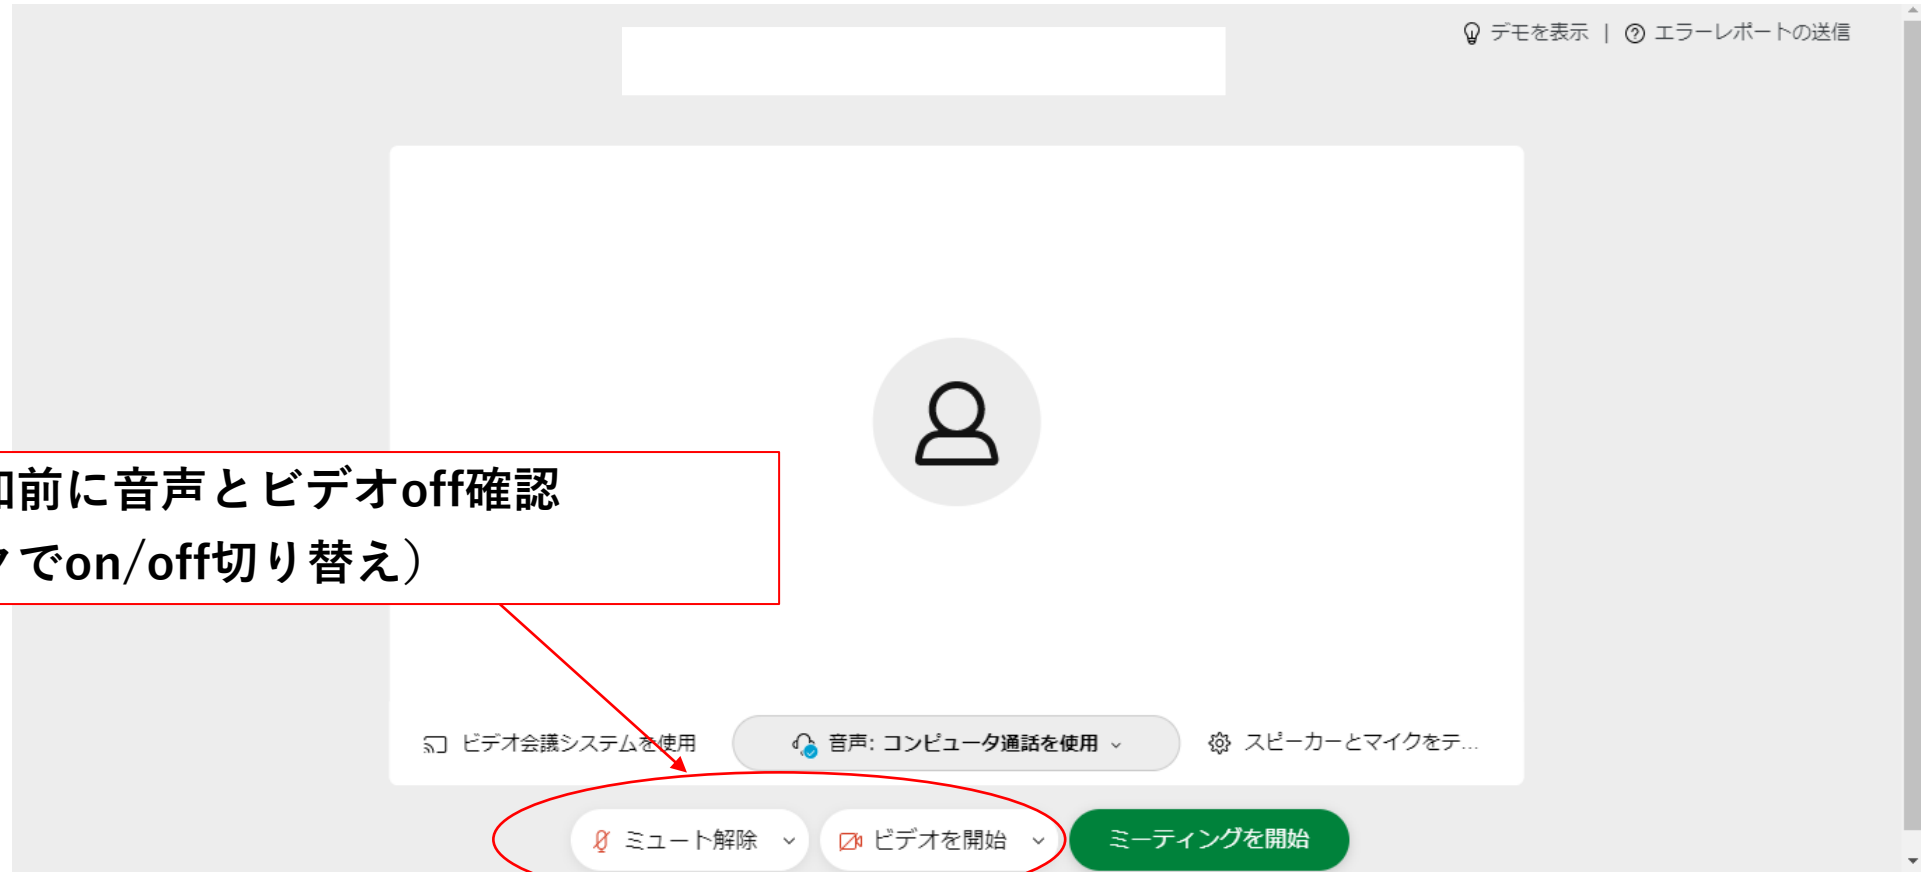 デモを表示 | エラーレポートの送信
前に音声とビデオoff確認
でon/off切り替え）
ビデオ会議システムを使用
音声: コンピュータ通話を使用
スピーカーとマイクをテ...
ミュート解除
ビデオを開始
ミーティングを開始